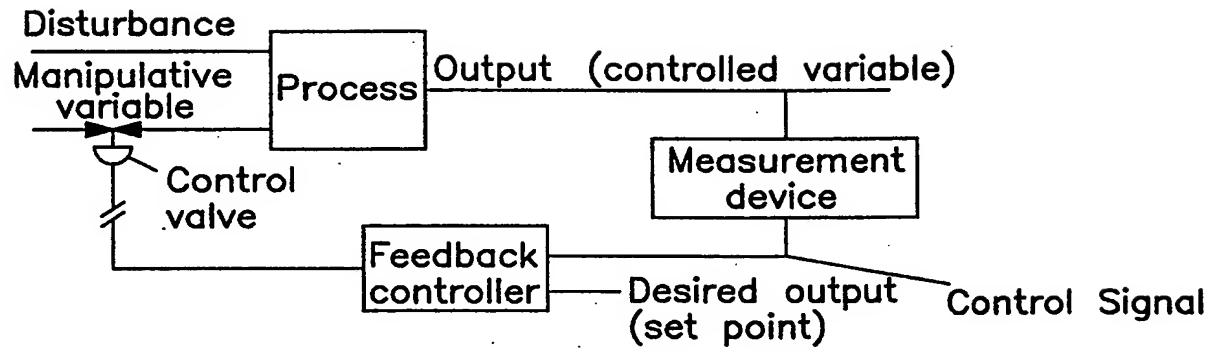 Disturbance
Manipulative
variable
Process
Output (controlled variable)
Control
valve
Measurement
device
Feedback
controller
Desired output
(set point)
Control Signal